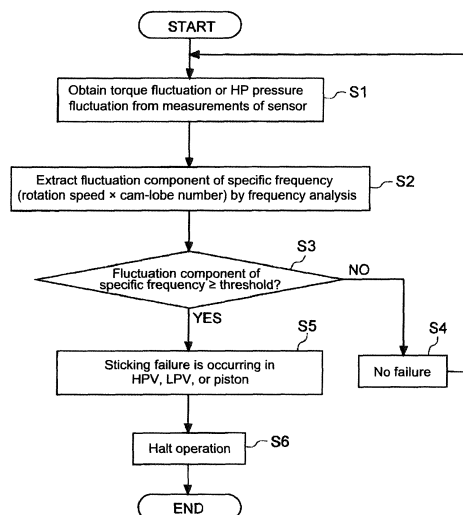 START
Obtain torque fluctuation or HP pressure
fluctuation from measurements of sensor
S1
Extract fluctuation component of specific frequency
(rotation speed × cam-lobe number) by frequency analysis
S2
S3
Fluctuation component of
specific frequency ≥ threshold?
NO
YES
S5
S4
Sticking failure is occurring in
HPV, LPV, or piston
No failure
Halt operation
S6
END